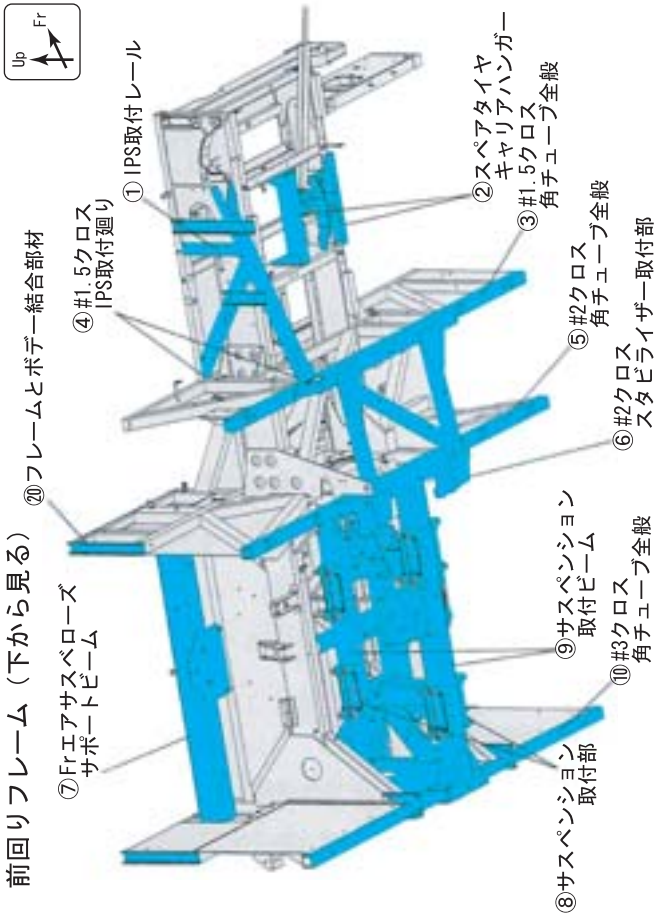 前回りフレーム（下から見る）
Up
Fr
⑳フレームとボデー結合部材
④#1.5クロス
IPS取付廻り
①IPS取付レール
⑦Frエアサスベローズ
サポートビーム
②スペアタイヤ
キャリアハンガー
③#1.5クロス
角チューブ全般
⑤#2クロス
角チューブ全般
⑥#2クロス
スタビライザー取付部
⑨サスペンション
取付ビーム
⑩#3クロス
角チューブ全般
⑧サスペンション
取付部